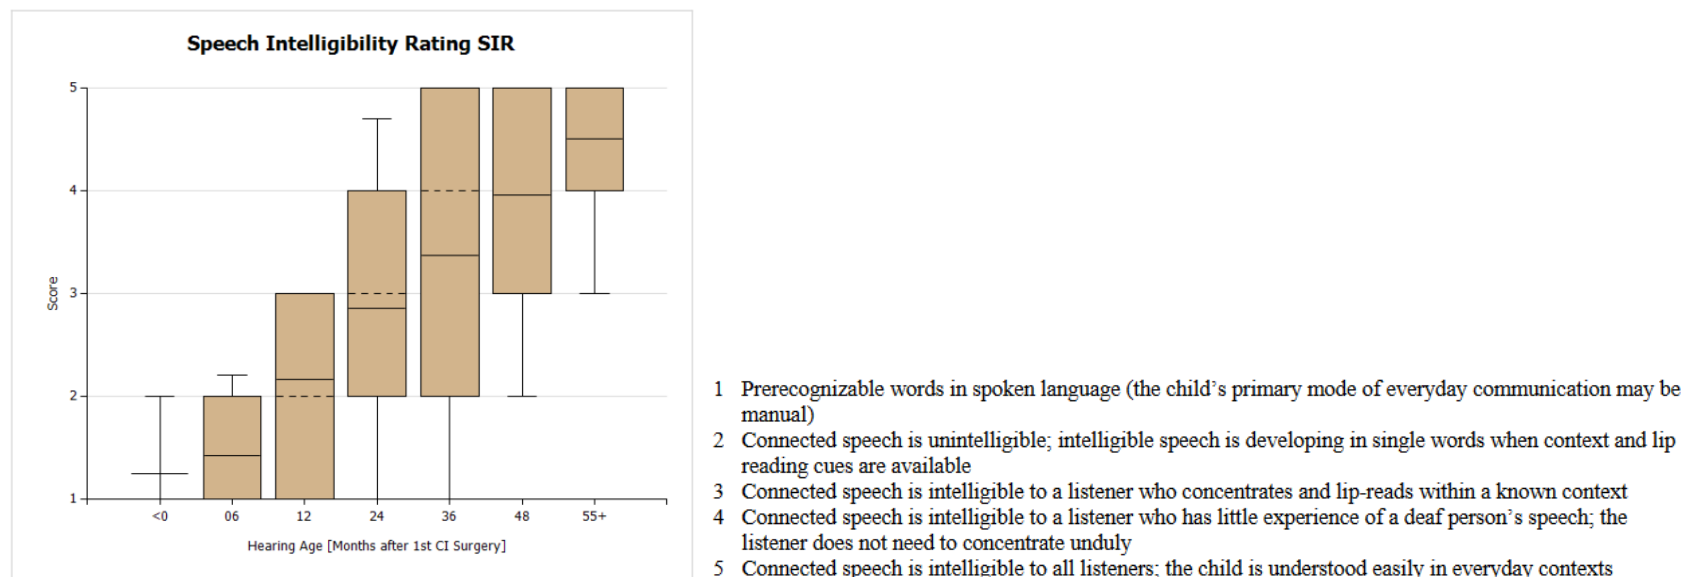 Speech Intelligibility Rating SIR
5
4
3
2
1
Score
<0 06 12 24 36 48 55+
Hearing Age [Months after 1st CI Surgery]
1 Prerecognizable words in spoken language (the child's primary mode of everyday communication may be
manual)
2 Connected speech is unintelligible; intelligible speech is developing in single words when context and lip
reading cues are available
3 Connected speech is intelligible to a listener who concentrates and lip-reads within a known context
4 Connected speech is intelligible to a listener who has little experience of a deaf person's speech; the
listener does not need to concentrate unduly
5 Connected speech is intelligible to all listeners; the child is understood easily in everyday contexts